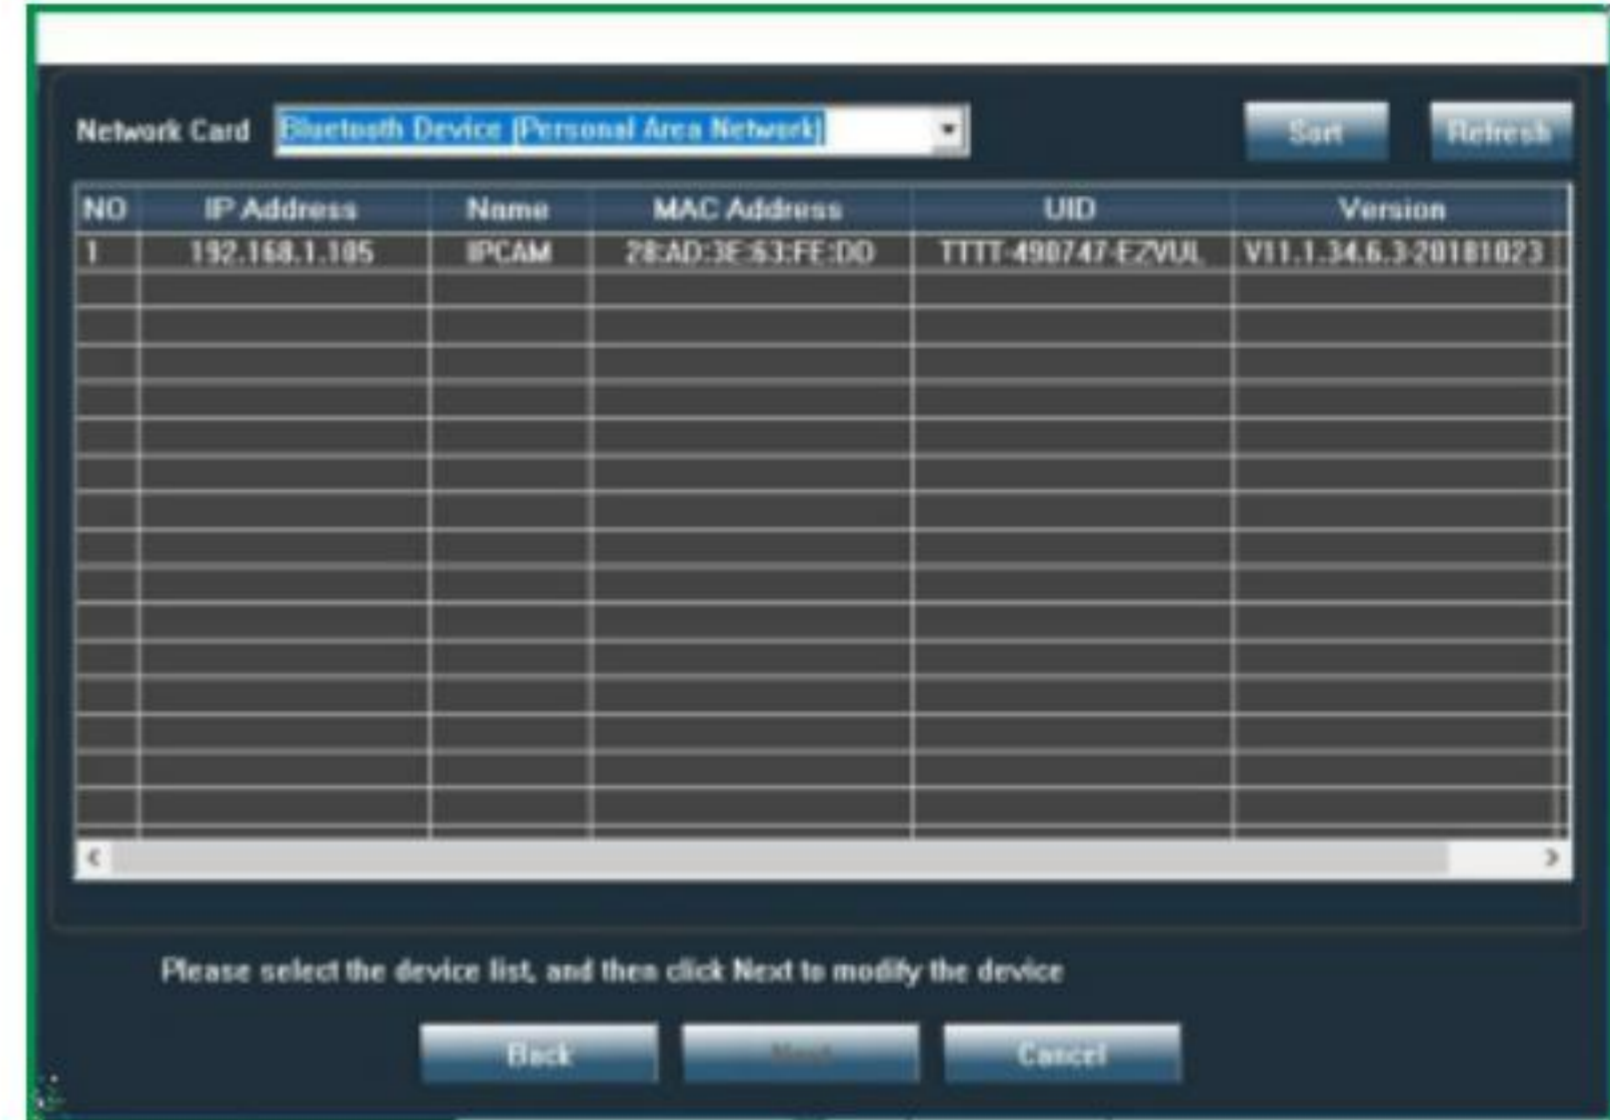 Network Card Bluetooth Device (Personal Area Network) Sort Refresh
NO IP Address Name MAC Address UID Version
1 192.168.1.105 IPCAM 28:AD:3E:63:FE:DD TTTT-490747-EZVUL V11.1.34.6.3-20181023
Please select the device list, and then click Next to modify the device
Back Next Cancel